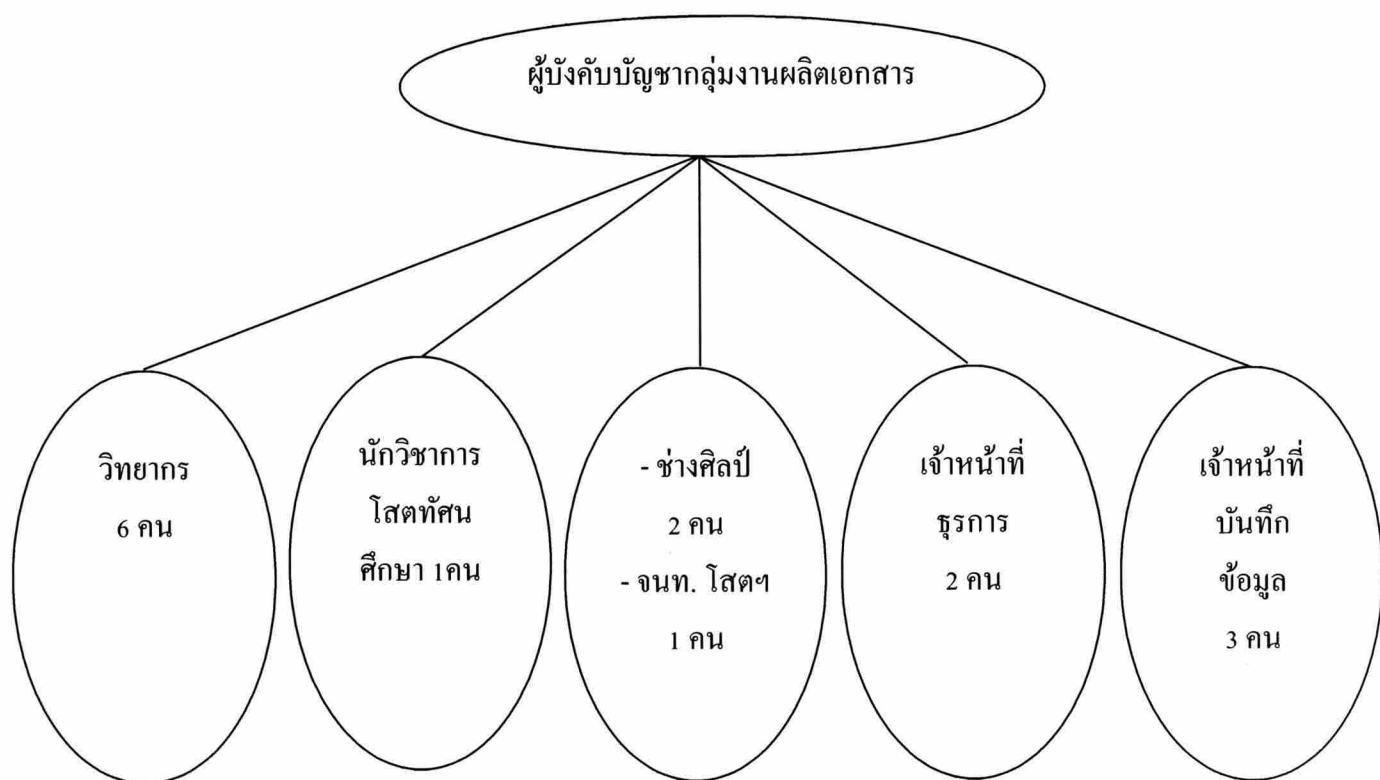 ผู้บังคับบัญชากลุ่มงานผลิตเอกสาร
วิทยากร
6 คน
นักวิชาการ
โสตทัศน
ศึกษา 1คน
- ช่างศิลป์
2 คน
- จนท. โสตฯ
1 คน
เจ้าหน้าที่
ธุรการ
2 คน
เจ้าหน้าที่
บันทึก
ข้อมูล
3 คน